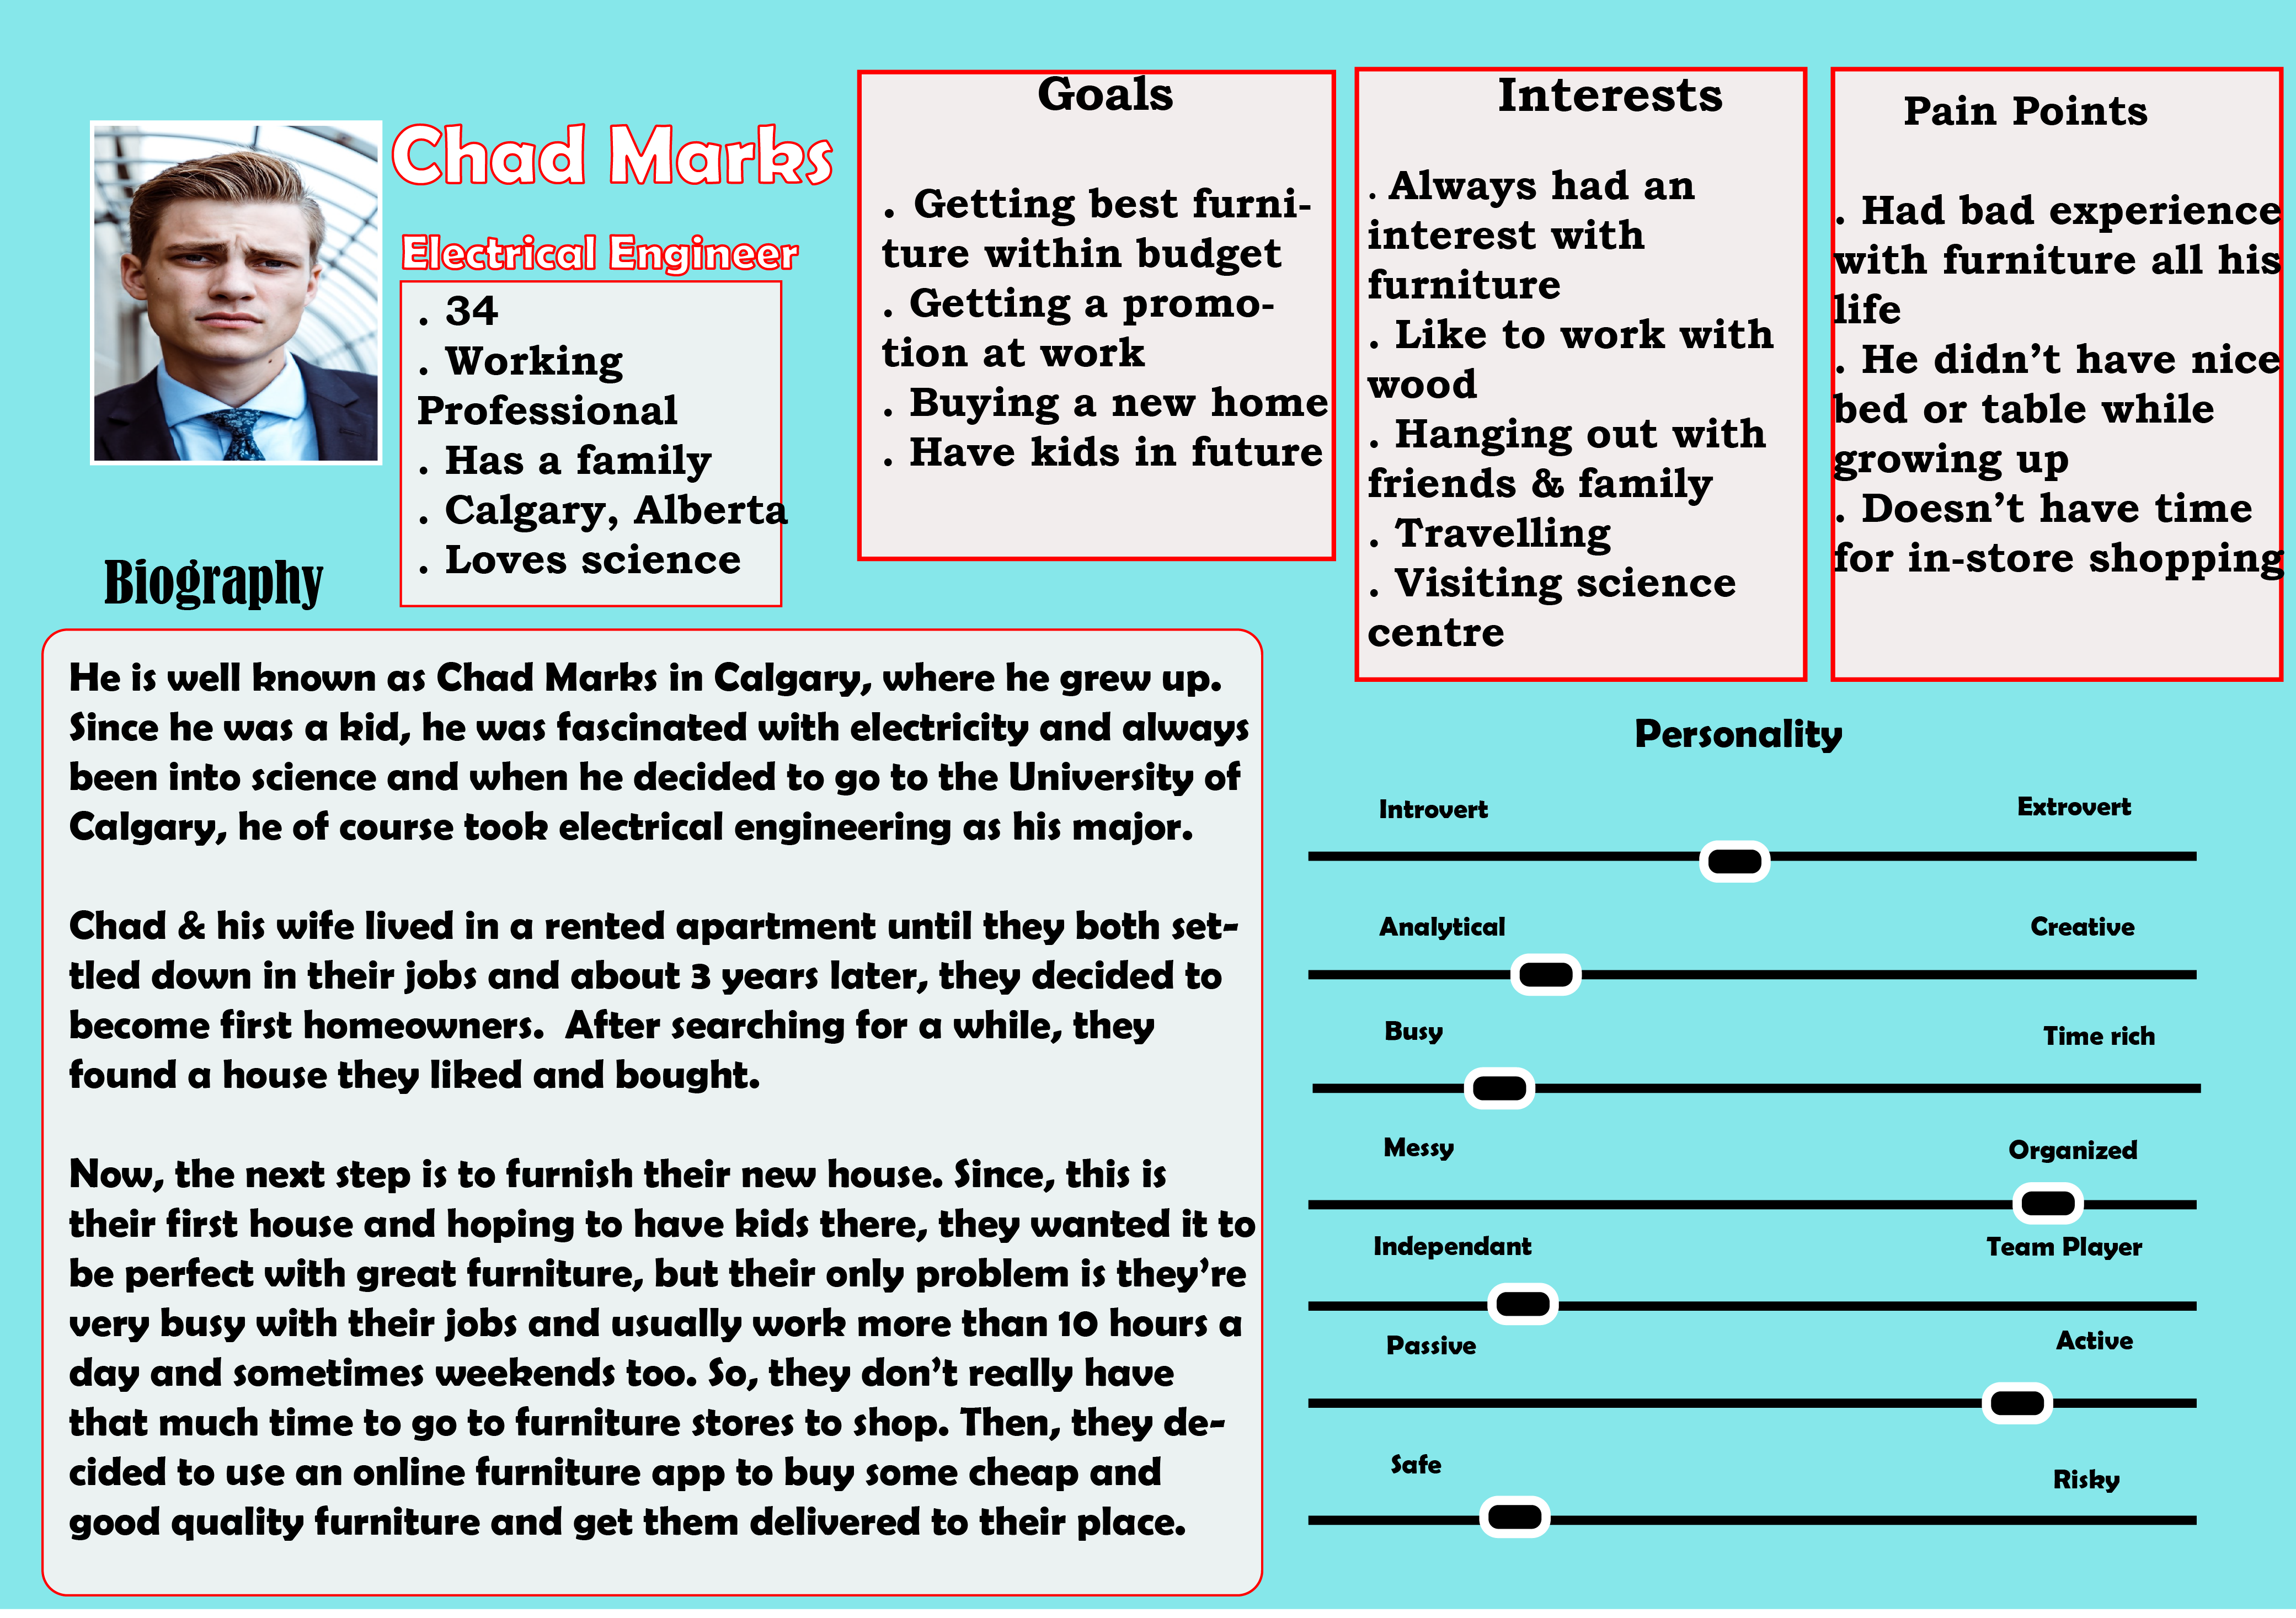 Chad Marks
Electrical Engineer
. 34
. Working
Professional
. Has a family
. Calgary, Alberta
. Loves science
Goals
. Getting best furni-
ture within budget
. Getting a promo-
tion at work
. Buying a new home
. Have kids in future
Interests
. Always had an
interest with
furniture
. Like to work with
wood
. Hanging out with
friends & family
. Travelling
. Visiting science
centre
Pain Points
. Had bad experience
with furniture all his
life
. He didn't have nice
bed or table while
growing up
. Doesn't have time
for in-store shopping
Biography
He is well known as Chad Marks in Calgary, where he grew up.
Since he was a kid, he was fascinated with electricity and always
been into science and when he decided to go to the University of
Calgary, he of course took electrical engineering as his major.
Chad & his wife lived in a rented apartment until they both set-
tled down in their jobs and about 3 years later, they decided to
become first homeowners.  After searching for a while, they
found a house they liked and bought.
Now, the next step is to furnish their new house. Since, this is
their first house and hoping to have kids there, they wanted it to
be perfect with great furniture, but their only problem is they're
very busy with their jobs and usually work more than 10 hours a
day and sometimes weekends too. So, they don't really have
that much time to go to furniture stores to shop. Then, they de-
cided to use an online furniture app to buy some cheap and
good quality furniture and get them delivered to their place.
Personality
Introvert Extrovert
Analytical Creative
Busy Time rich
Messy Organized
Independant Team Player
Passive Active
Safe Risky